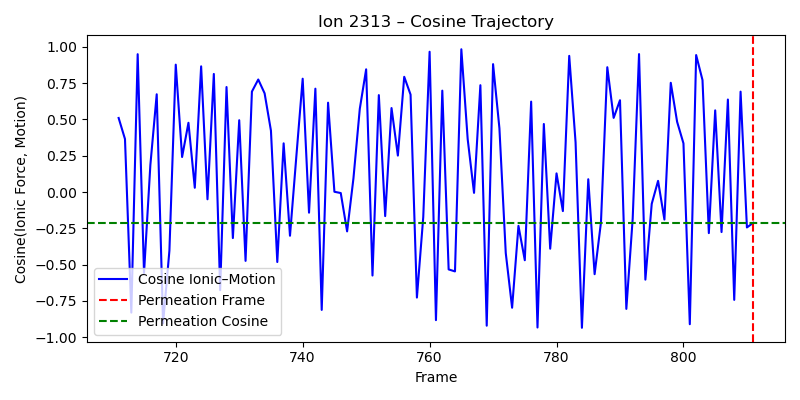 Ion 2313 – Cosine Trajectory
Cosine(Ionic Force, Motion)
1.00
0.75
0.50
0.25
0.00
−0.25
−0.50
−0.75
−1.00
Cosine Ionic–Motion
Permeation Frame
Permeation Cosine
720
740
760
780
800
Frame